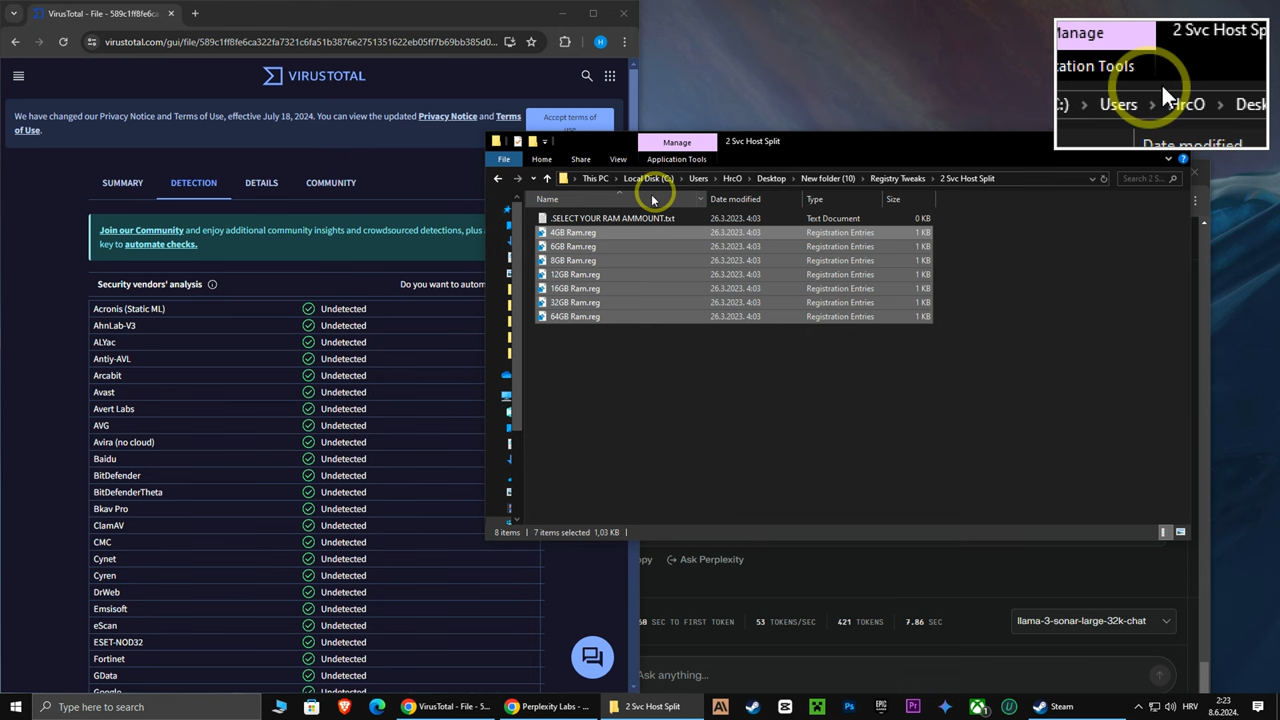 VirusTotal - File - 589c1ff8fe6c
virustotal.com/gui/file/589c1ff8fe6ca322fa7321c6fa51b3876
H
VIRUSTOTAL
We have changed our Privacy Notice and Terms of Use, effective July 18, 2024. You can view the updated Privacy Notice and Terms
of Use.
Accept terms of
SUMMARY
DETECTION
DETAILS
COMMUNITY
Join our Community and enjoy additional community insights and crowdsourced detections, plus
key to automate checks.
Security vendors' analysis
Do you want to autom
Acronis (Static ML) Undetected
AhnLab-V3 Undetected
ALYac Undetected
Antiy-AVL Undetected
Arcabit Undetected
Avast Undetected
Avert Labs Undetected
AVG Undetected
Avira (no cloud) Undetected
Baidu Undetected
BitDefender Undetected
BitDefenderTheta Undetected
Bkav Pro Undetected
ClamAV Undetected
CMC Undetected
Cynet Undetected
Cyren Undetected
DrWeb Undetected
Emsisoft Undetected
eScan Undetected
ESET-NOD32 Undetected
Fortinet Undetected
GData Undetected
Google
Manage
2 Svc Host Split
File
Home
Share
View
Application Tools
This PC
Local Disk (C:)
Users
HrcO
Desktop
New folder (10)
Registry Tweaks
2 Svc Host Split
Search 2 S...
Name
Date modified
Type
Size
.SELECT YOUR RAM AMMOUNT.txt 26.3.2023. 4:03 Text Document 0 KB
4GB Ram.reg 26.3.2023. 4:03 Registration Entries 1 KB
6GB Ram.reg 26.3.2023. 4:03 Registration Entries 1 KB
8GB Ram.reg 26.3.2023. 4:03 Registration Entries 1 KB
12GB Ram.reg 26.3.2023. 4:03 Registration Entries 1 KB
16GB Ram.reg 26.3.2023. 4:03 Registration Entries 1 KB
32GB Ram.reg 26.3.2023. 4:03 Registration Entries 1 KB
64GB Ram.reg 26.3.2023. 4:03 Registration Entries 1 KB
8 items
7 items selected 1,03 KB
Manage
2 Svc Host Sp
cation Tools
:)
Users
HrcO
Desk
Date modified
opy
Ask Perplexity
SEC TO FIRST TOKEN
53 TOKENS/SEC
421 TOKENS
7.86 SEC
llama-3-sonar-large-32k-chat
Ask anything...
Type here to search
VirusTotal - File - 5...
Perplexity Labs - ...
2 Svc Host Split
Steam
HRV
2:23
8.6.2024.